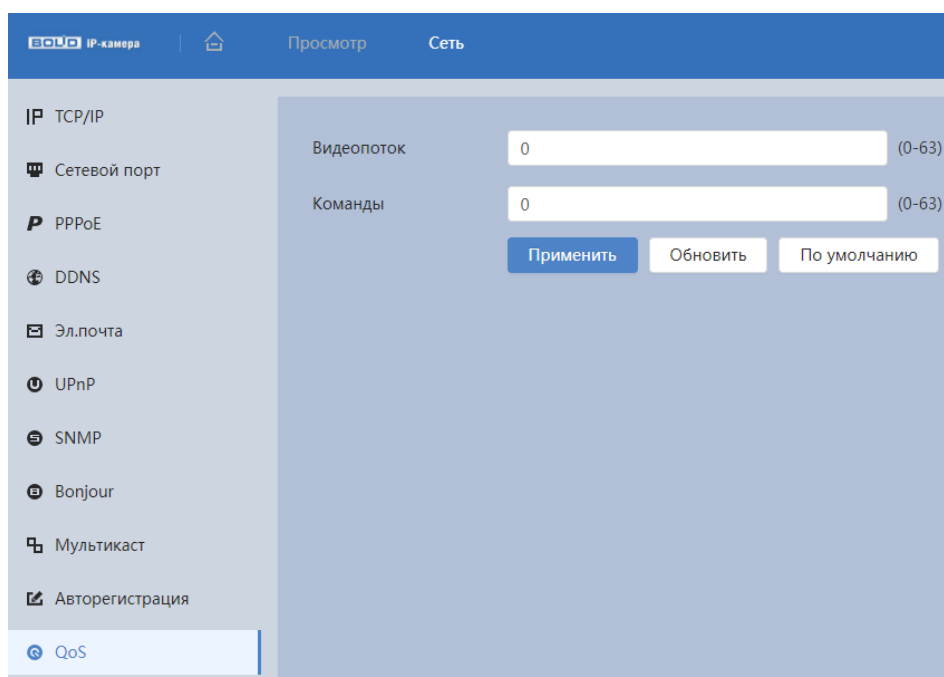 BOLID IP-камера
Просмотр
Сеть
TCP/IP
Сетевой порт
PPPoE
DDNS
Эл.почта
UPnP
SNMP
Bonjour
Мультикаст
Авторегистрация
QoS
Видеопоток 0 (0-63)
Команды 0 (0-63)
Применить Обновить По умолчанию